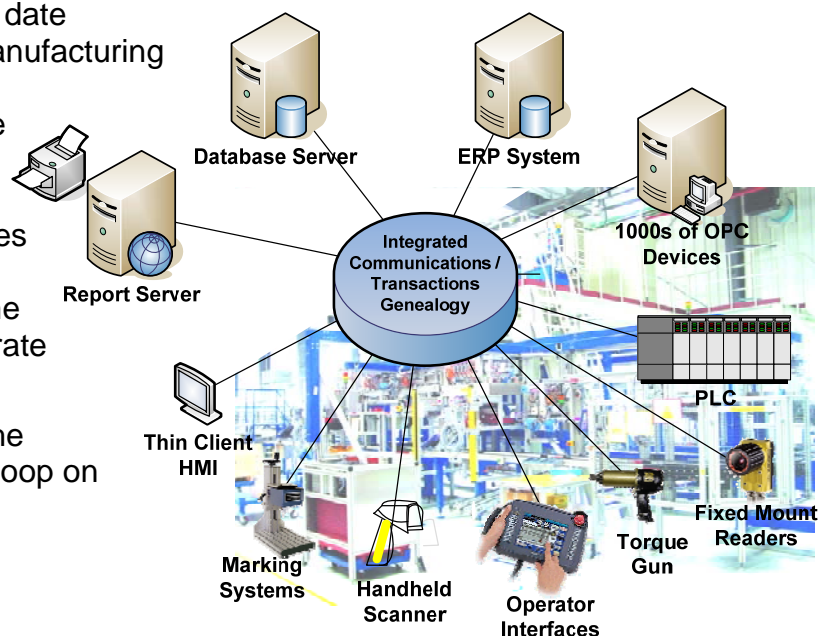 date
anufacturing
e
es
ne
rate
ne
oop on
Database Server
ERP System
1000s of OPC
Devices
Report Server
Integrated
Communications /
Transactions
Genealogy
PLC
Thin Client
HMI
Fixed Mount
Readers
Torque
Gun
Marking
Systems
Handheld
Scanner
Operator
Interfaces